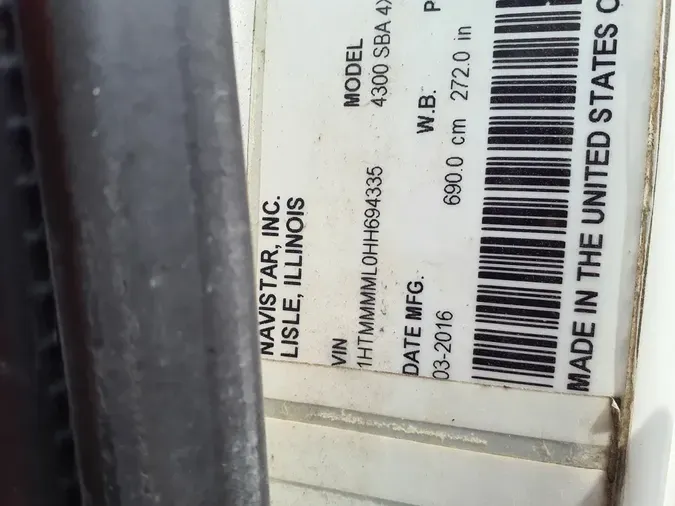 NAVISTAR, INC.
LISLE, ILLINOIS
VIN
1HTMMMML0HH694335
MODEL
4300 SBA 4X
DATE MFG.
03-2016
W.B.
690.0 cm 272.0 in
P
MADE IN THE UNITED STATES O